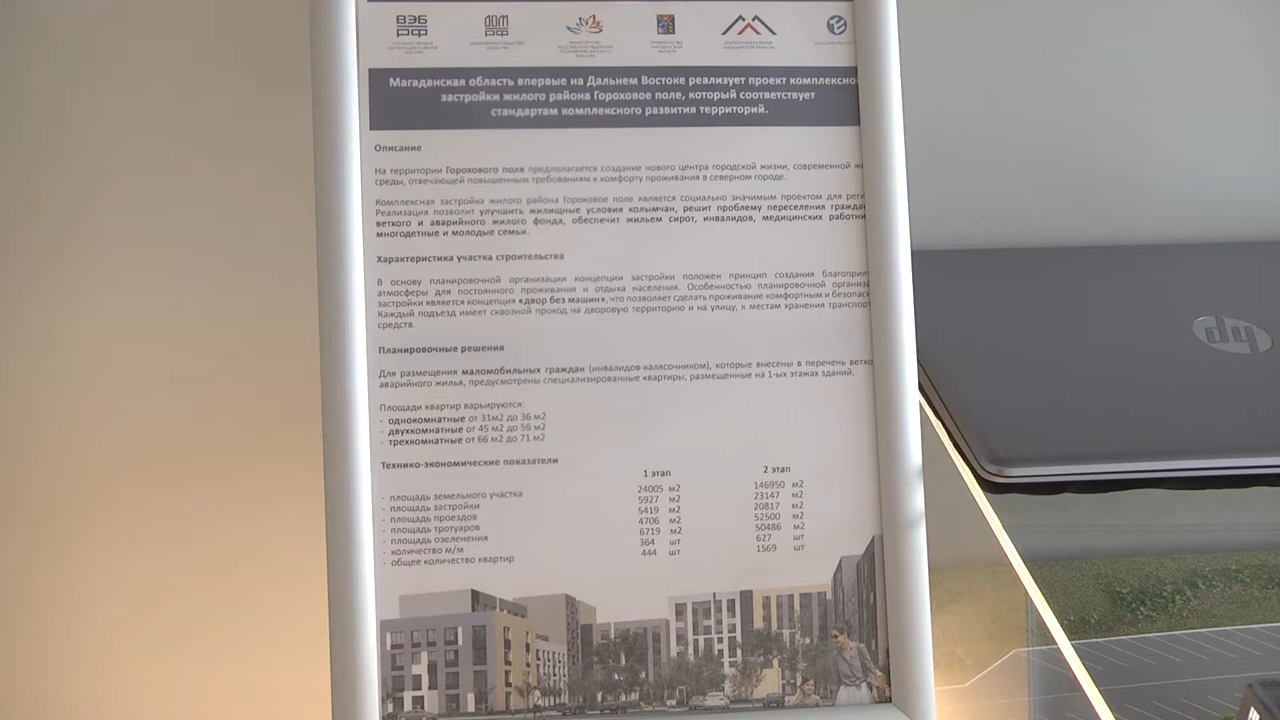 ВЭБ
РФ
ДОМ
РФ
Магаданская область впервые на Дальнем Востоке реализует проект комплексно
застройки жилого района Гороховое поле, который соответствует
стандартам комплексного развития территорий.
Описание
На территории Горохового поля предполагается создание нового центра городской жизни, современной
среды, отвечающей повышенным требованиям к комфорту проживания в северном городе.
Комплексная застройка жилого района Гороховое поле является социально значимым проектом для реги
Реализация позволит улучшить жилищные условия колымчан, решит проблему переселения граждан
ветхого и аварийного жилого фонда, обеспечит жильем сирот, инвалидов, медицинских работни
многодетные и молодые семьи.
Характеристика участка строительства
В основу планировочной организации концепции застройки положен принцип создания благоприят
атмосферы для постоянного проживания и отдыха населения. Особенностью планировочной организа
застройки является концепция «двор без машин», что позволяет сделать проживание комфортным и безопасн
Каждый подъезд имеет сквозной проход на дворовую территорию и на улицу, к местам хранения транспорт
средств.
Планировочные решения
Для размещения маломобильных граждан (инвалидов-калясочником), которые внесены в перечень ветхо
аварийного жилья, предусмотрены специализированные квартиры, размещенные на 1-ых этажах зданий.
Площади квартир варьируются:
- однокомнатные от 31м2 до 36 м2
- двухкомнатные от 45 м2 до 56 м2
- трехкомнатные от 66 м2 до 71 м2
Технико-экономические показатели 1 этап 2 этап
- площадь земельного участка 24005 м2 146950 м2
- площадь застройки 5927 м2 23147 м2
- площадь проездов 5419 м2 20817 м2
- площадь тротуаров 4706 м2 52500 м2
- площадь озеленения 6719 м2 50486 м2
- количество м/м 364 шт 627 шт
- общее количество квартир 444 шт 1569 шт
hp